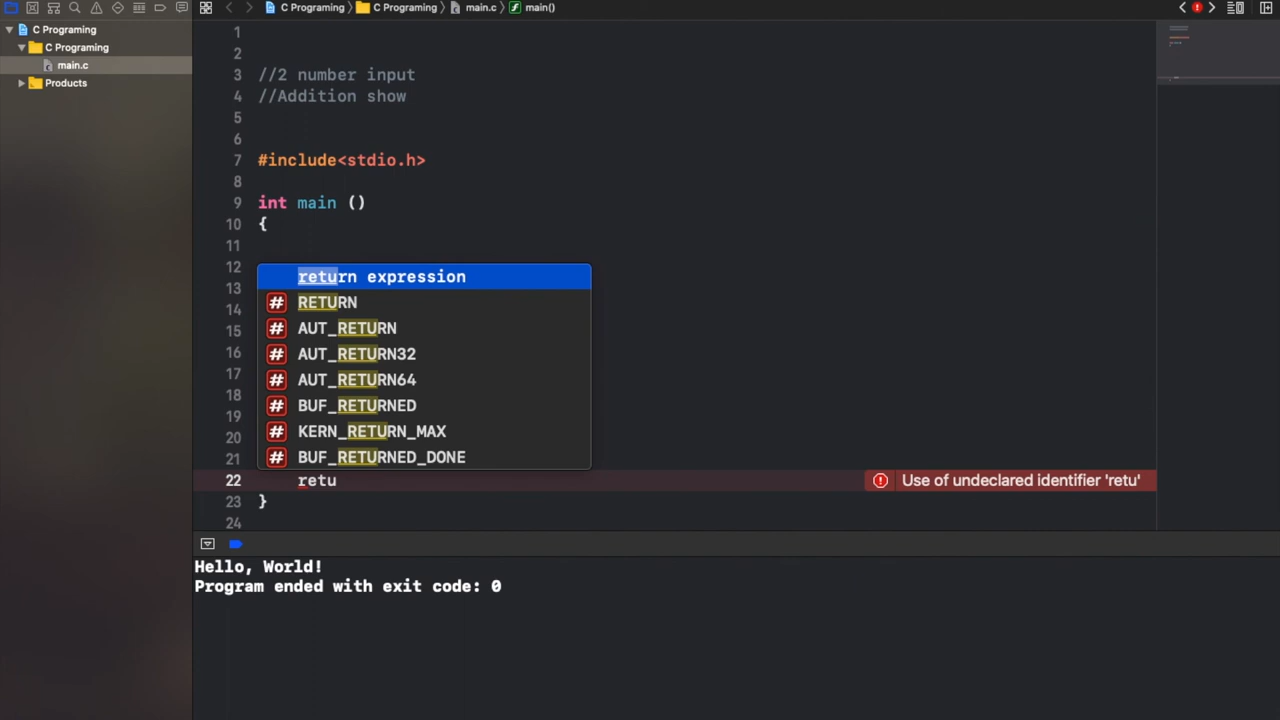 C Programing C Programing main.c main()
C Programing
C Programing
main.c
Products
1
2
3 //2 number input
4 //Addition show
5
6
7 #include<stdio.h>
8
9 int main ()
10 {
11
12
13
14
15
16
17
18
19
20
21
return expression
# RETURN
# AUT_RETURN
# AUT_RETURN32
# AUT_RETURN64
# BUF_RETURNED
# KERN_RETURN_MAX
# BUF_RETURNED_DONE
22 retu Use of undeclared identifier 'retu'
23 }
24
Hello, World!
Program ended with exit code: 0